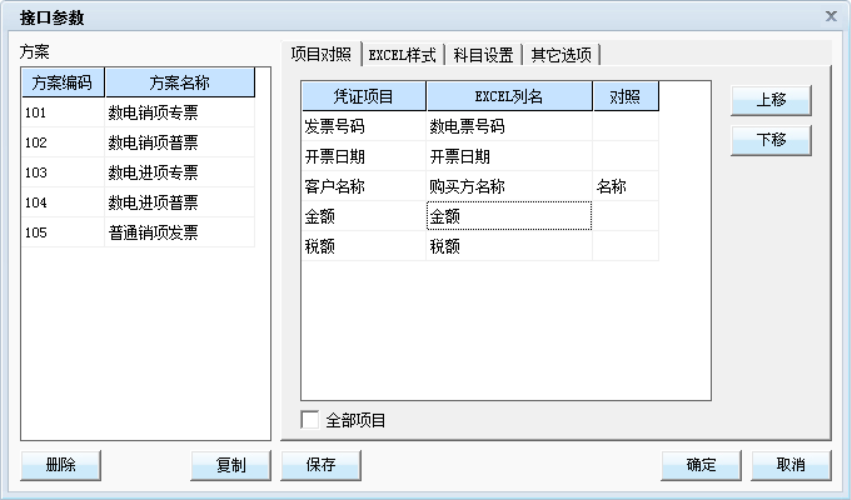 接口参数
方案
方案编码 方案名称
101 数电销项专票
102 数电销项普票
103 数电进项专票
104 数电进项普票
105 普通销项发票
项目对照 EXCEL样式 科目设置 其它选项
凭证项目 EXCEL列名 对照
发票号码 数电票号码
开票日期 开票日期
客户名称 购买方名称 名称
金额 金额
税额 税额
上移
下移
全部项目
删除 复制 保存 确定 取消